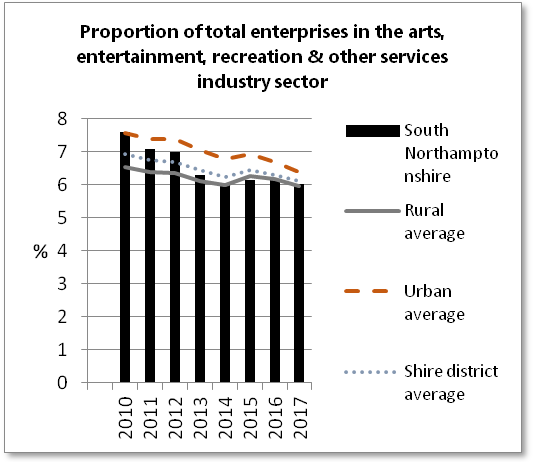 Proportion of total enterprises in the arts,
entertainment, recreation & other services
industry sector
8
7
6
5
4
3
2
1
0
%
2010
2011
2012
2013
2014
2015
2016
2017
South
Northampto
nshire
Rural
average
Urban
average
Shire district
average